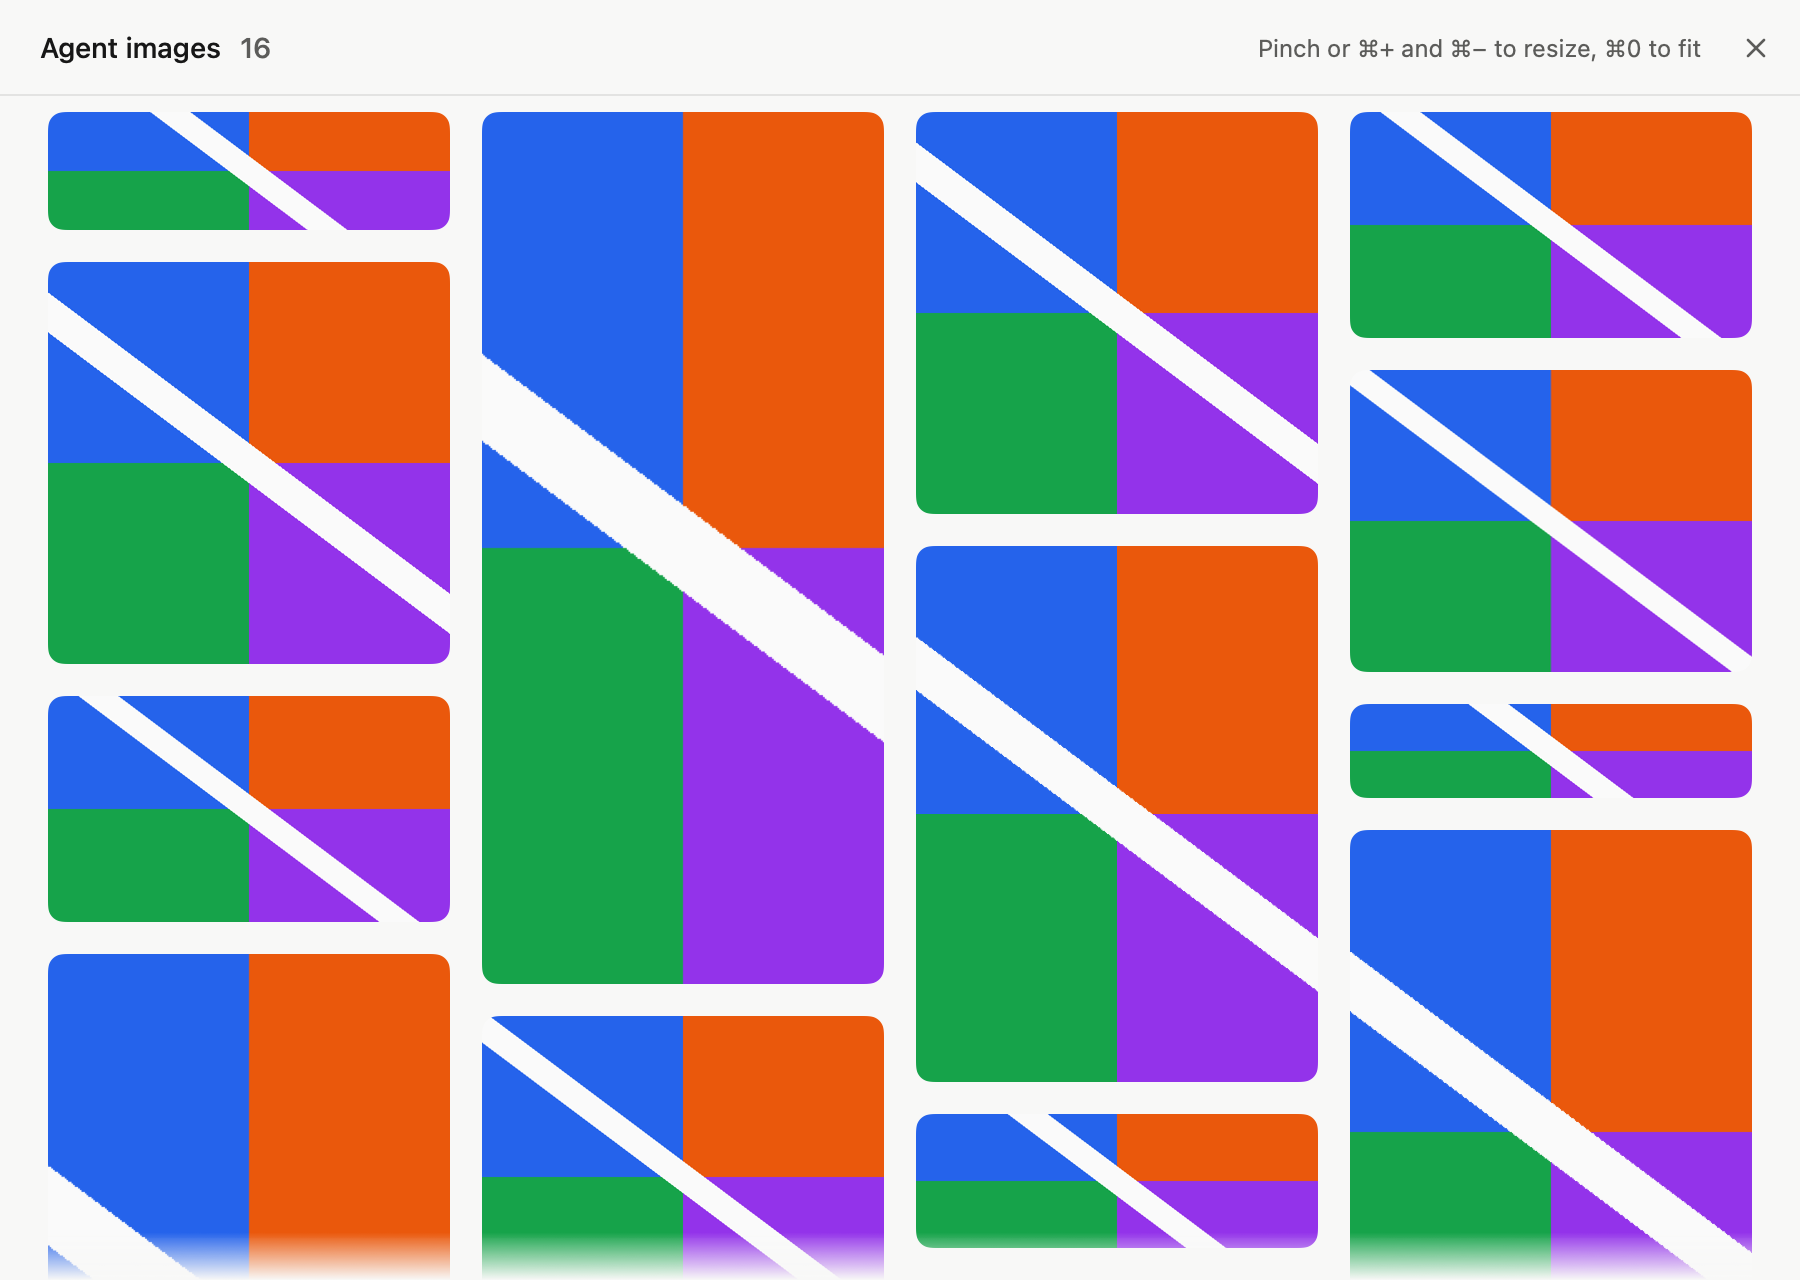 Agent images 16
Pinch or ⌘+ and ⌘− to resize, ⌘0 to fit